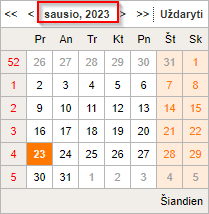 << < sausio, 2023 > >> Uždaryti
Pr An Tr Kt Pn Št Sk
52 26 27 28 29 30 31 1
1 2 3 4 5 6 7 8
2 9 10 11 12 13 14 15
3 16 17 18 19 20 21 22
4 23 24 25 26 27 28 29
5 30 31 1 2 3 4 5
Šiandien